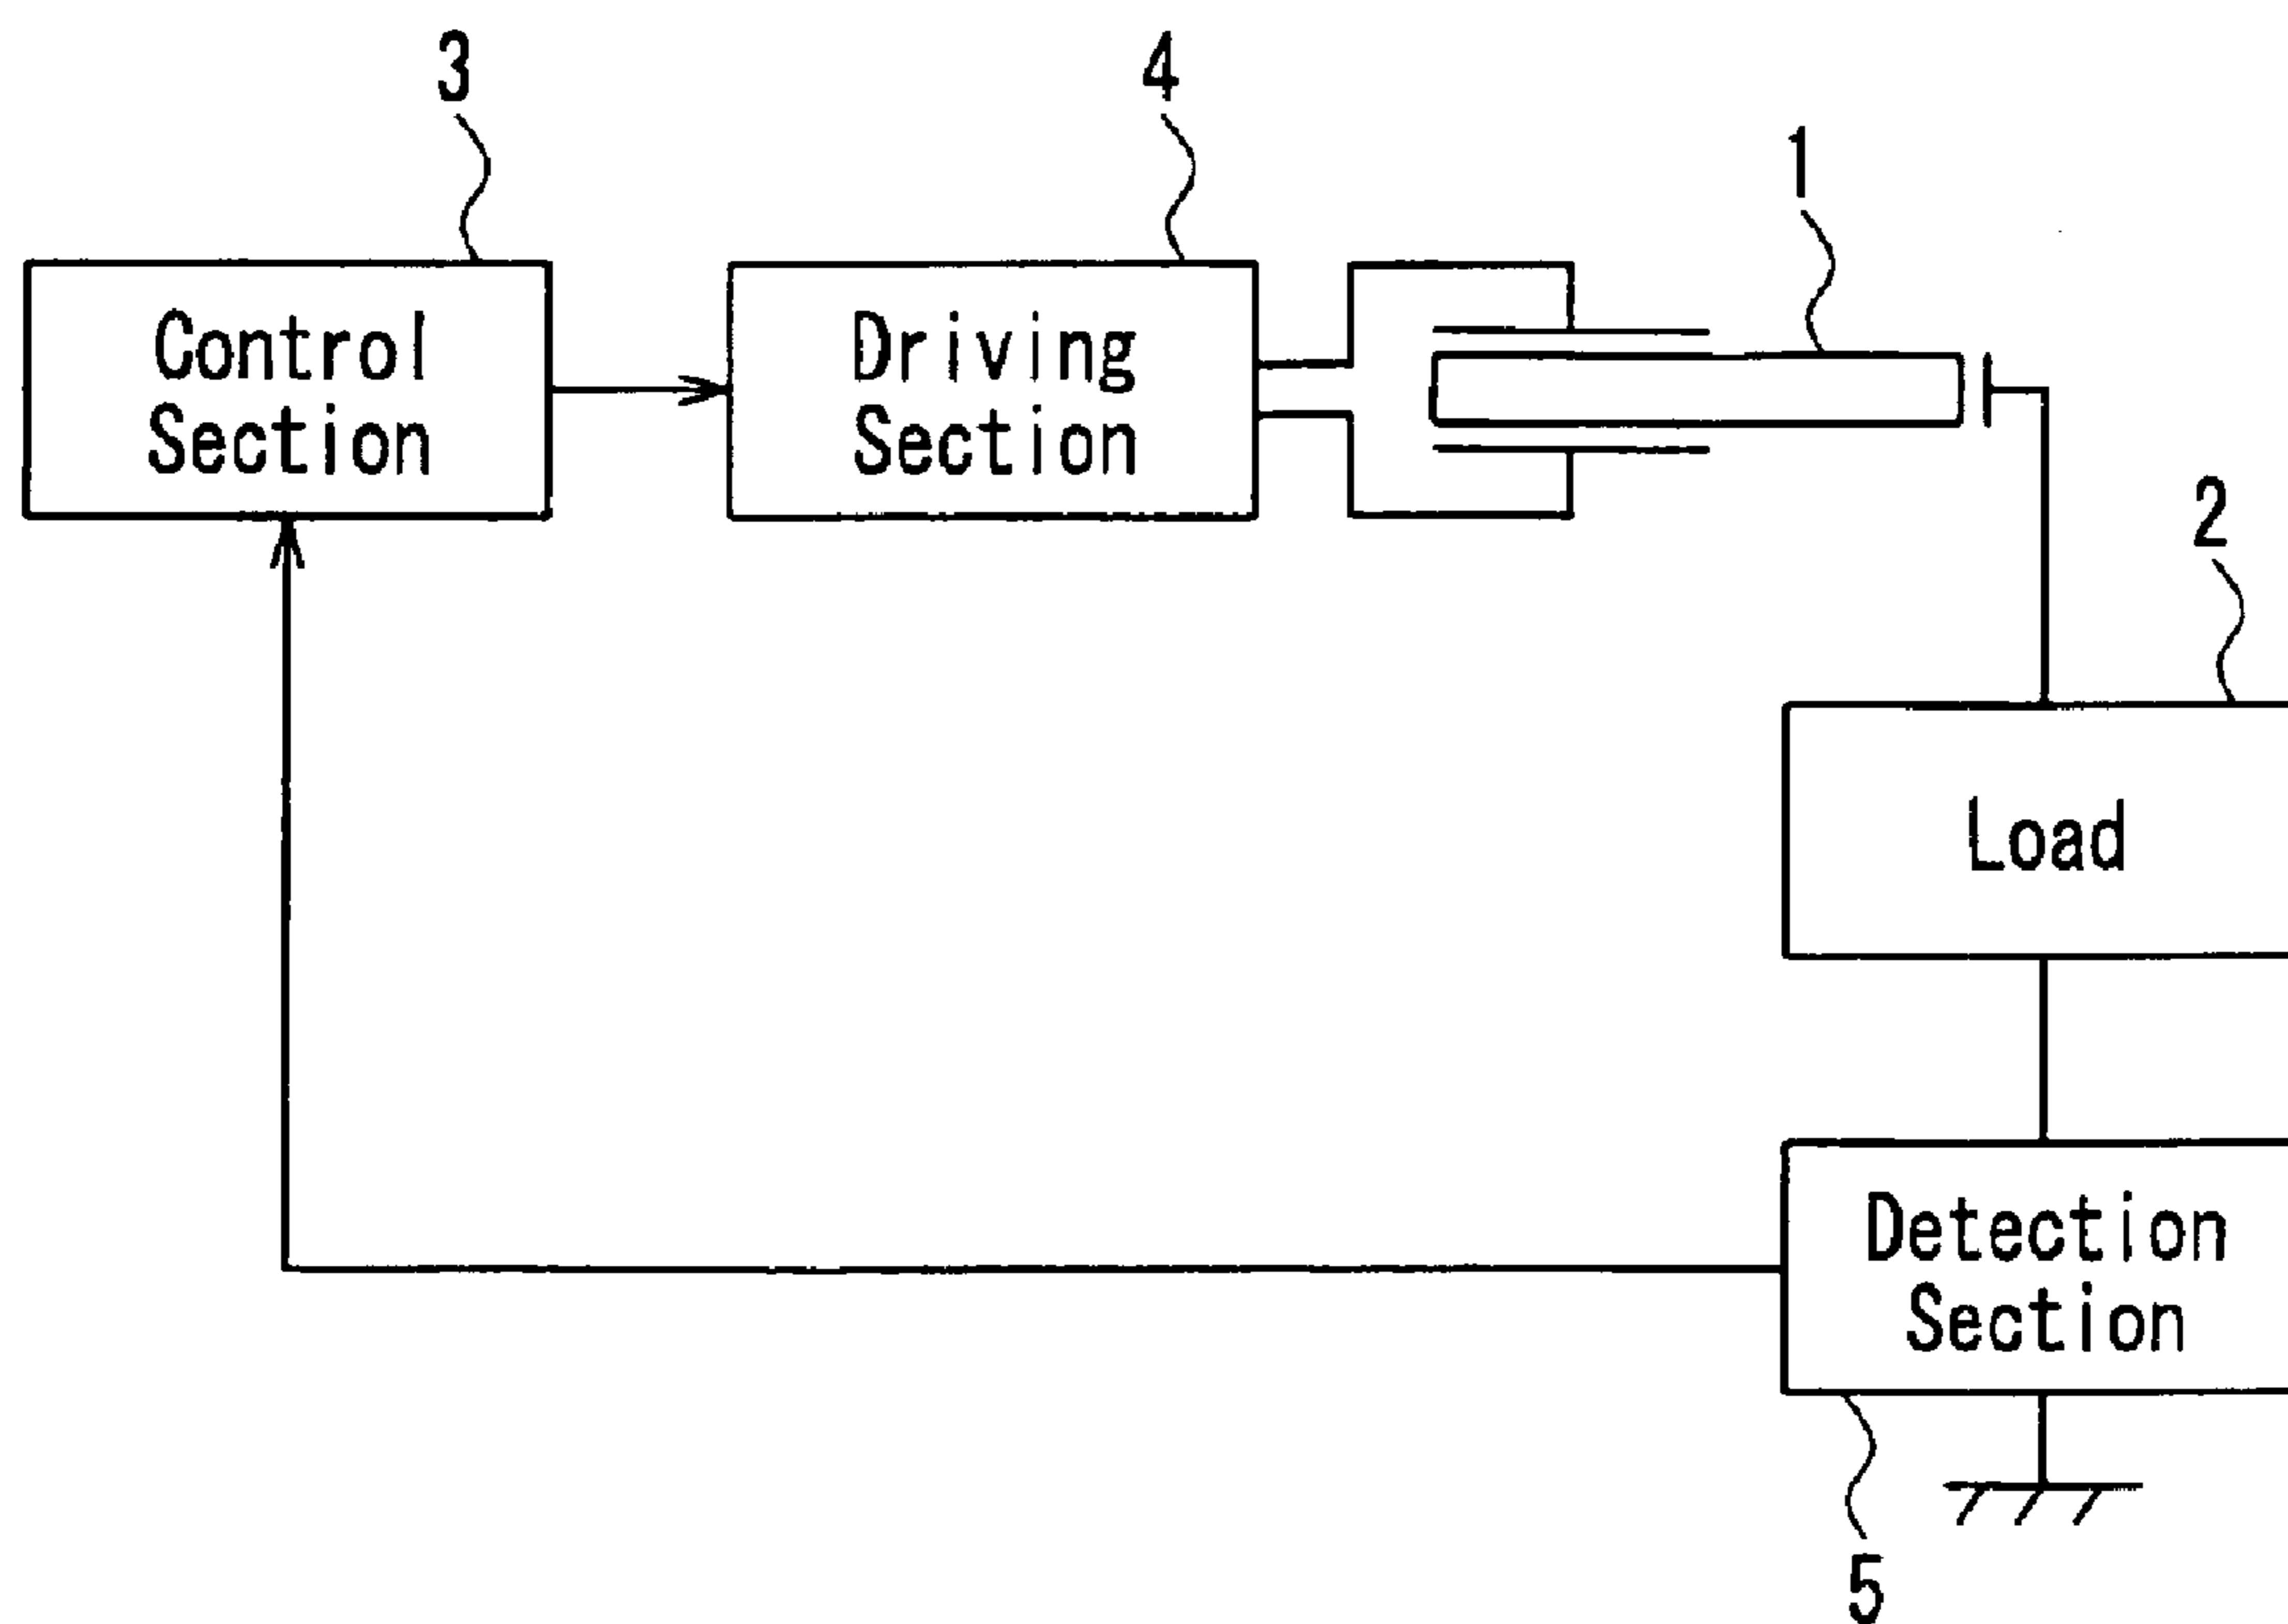 3
4
1
Control
Section
Driving
Section
2
Load
Detection
Section
5